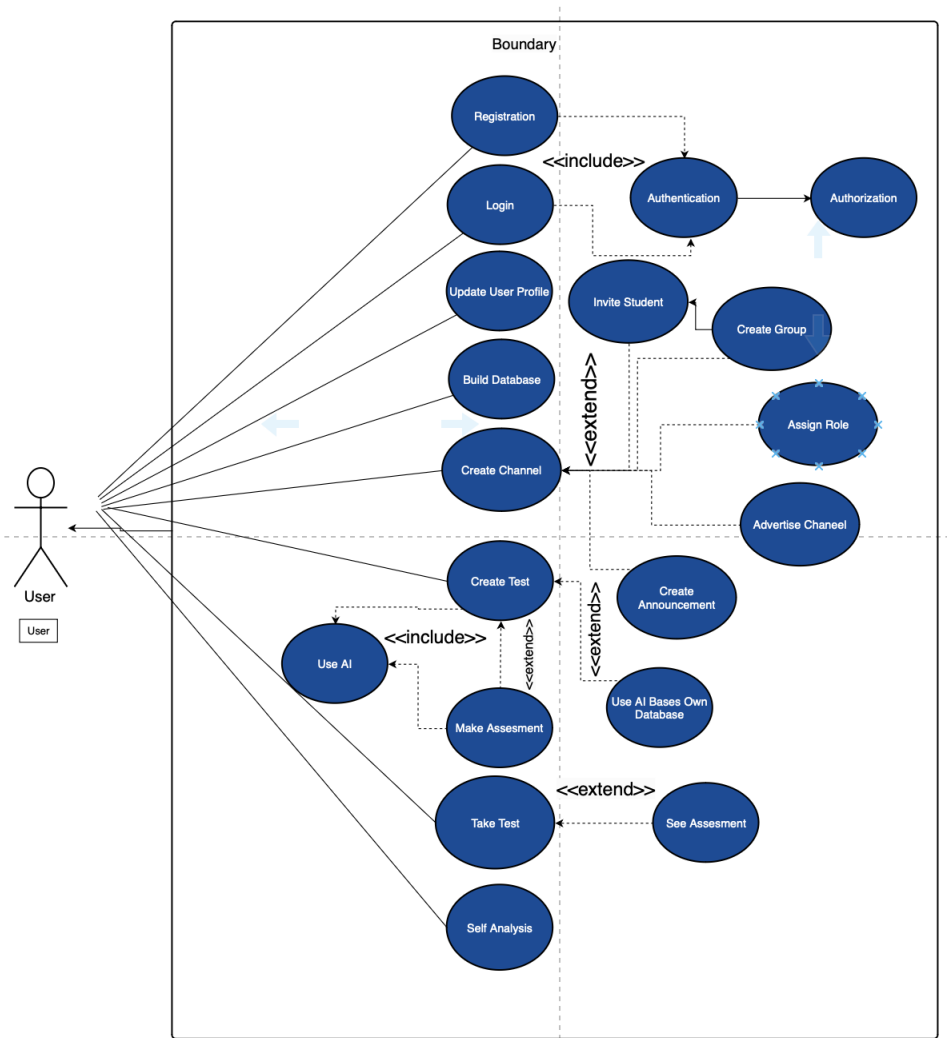 Boundary
Registration
<<include>>
Authentication
Authorization
Login
Update User Profile
Invite Student
Create Group
Build Database
<<extend>>
Assign Role
Create Channel
Advertise Chaneel
Create Test
Create
Announcement
User
User
<<include>>
<<extend>>
<<extend>>
Use AI
Make Assesment
Use AI Bases Own
Database
<<extend>>
Take Test
See Assesment
Self Analysis